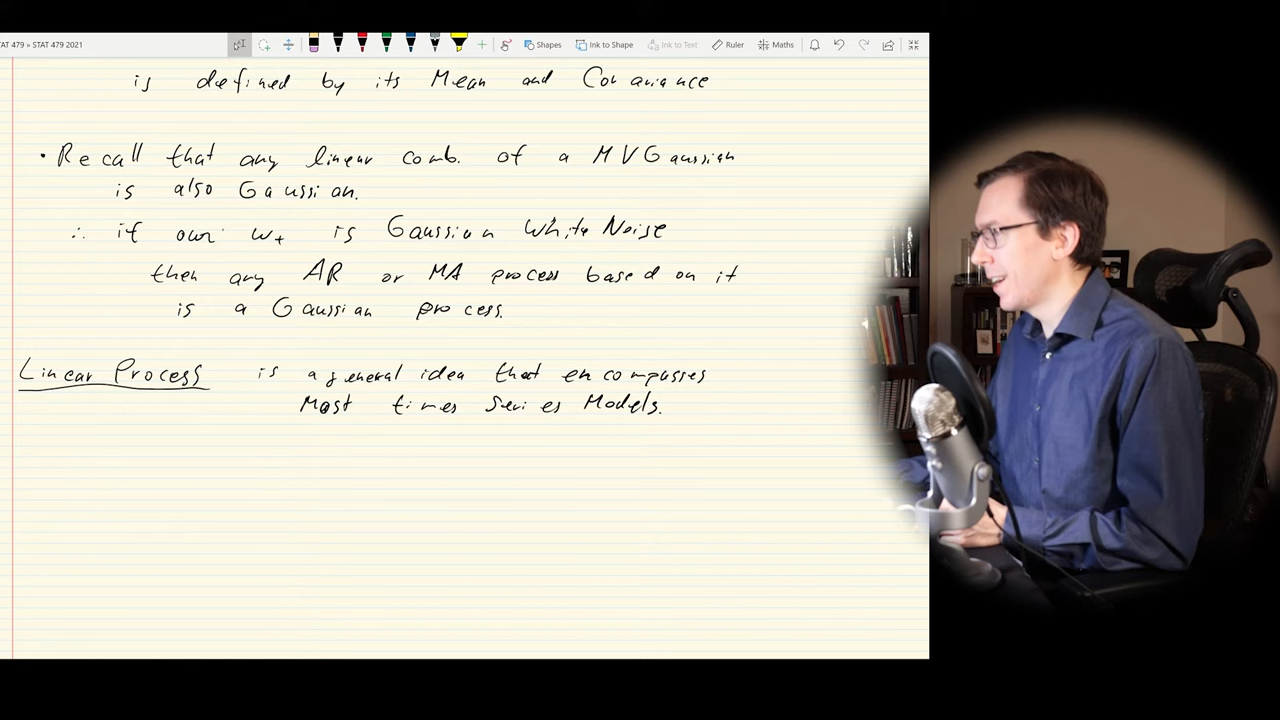 AT 479 » STAT 479 2021
Shapes
Ink to Shape
Ink to Text
Ruler
Maths
is defined by its Mean and Covariance
• Recall that any linear comb. of a MVGaussian
is also Gaussian.
∴ if our w_t is Gaussian White Noise
then any AR or MA process based on it
is a Gaussian process.
Linear Process is a general idea that encompasses
Most times Series Models.